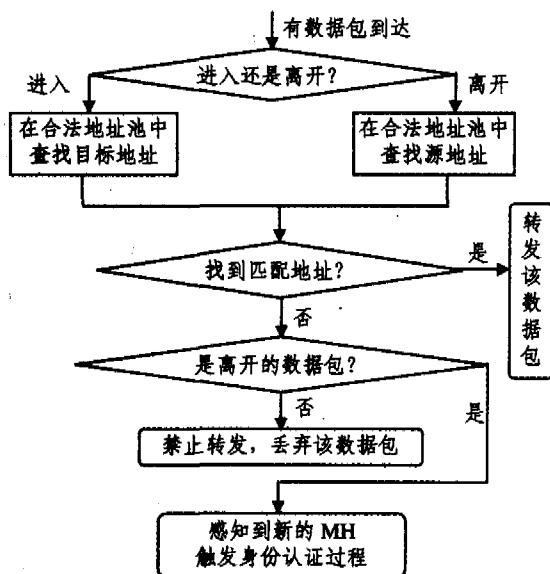 有数据包到达
进入还是离开?
进入
离开
在合法地址池中
查找目标地址
在合法地址池中
查找源地址
找到匹配地址?
是
转
发
该
数
据
包
否
是离开的数据包?
否
是
禁止转发，丢弃该数据包
感知到新的 MH
触发身份认证过程